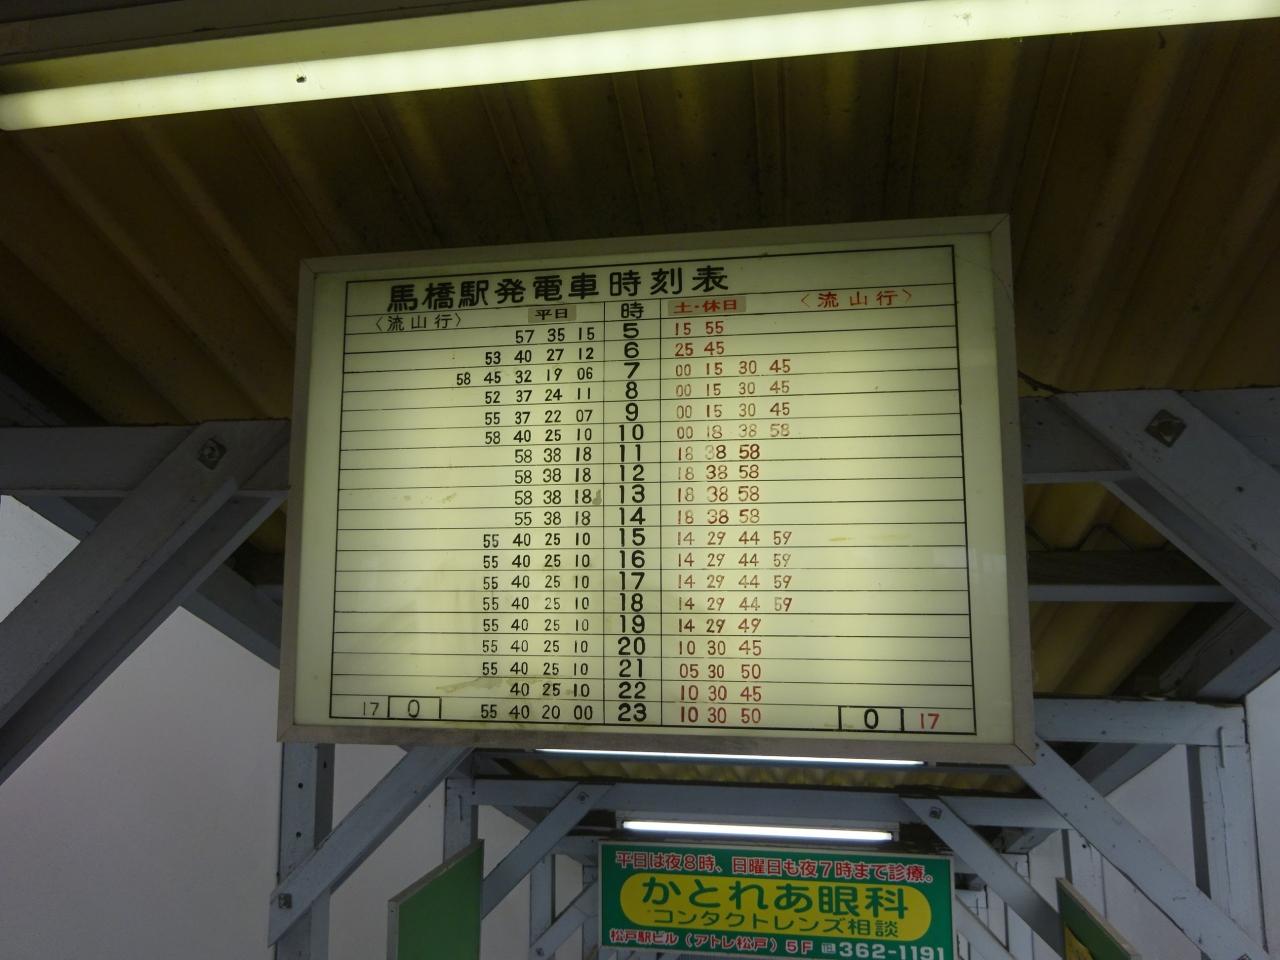 馬橋駅発電車時刻表
〈流山行〉 平日 時 土・休日 〈流山行〉
57 35 15 5 15 55
53 40 27 12 6 25 45
58 45 32 19 06 7 00 15 30 45
52 37 24 11 8 00 15 30 45
55 37 22 07 9 00 15 30 45
58 40 25 10 10 00 18 38 58
58 38 18 11 18 38 58
58 38 18 12 18 38 58
58 38 18 13 18 38 58
55 38 18 14 18 38 58
55 40 25 10 15 14 29 44 59
55 40 25 10 16 14 29 44 59
55 40 25 10 17 14 29 44 59
55 40 25 10 18 14 29 44 59
55 40 25 10 19 14 29 49
55 40 25 10 20 10 30 45
55 40 25 10 21 05 30 50
40 25 10 22 10 30 45
17 0 55 40 20 00 23 10 30 50 0 17
平日は夜8時、日曜日も夜7時まで診療。
かとれあ眼科
コンタクトレンズ相談
松戸駅ビル（アトレ松戸）5F ℡362-1191